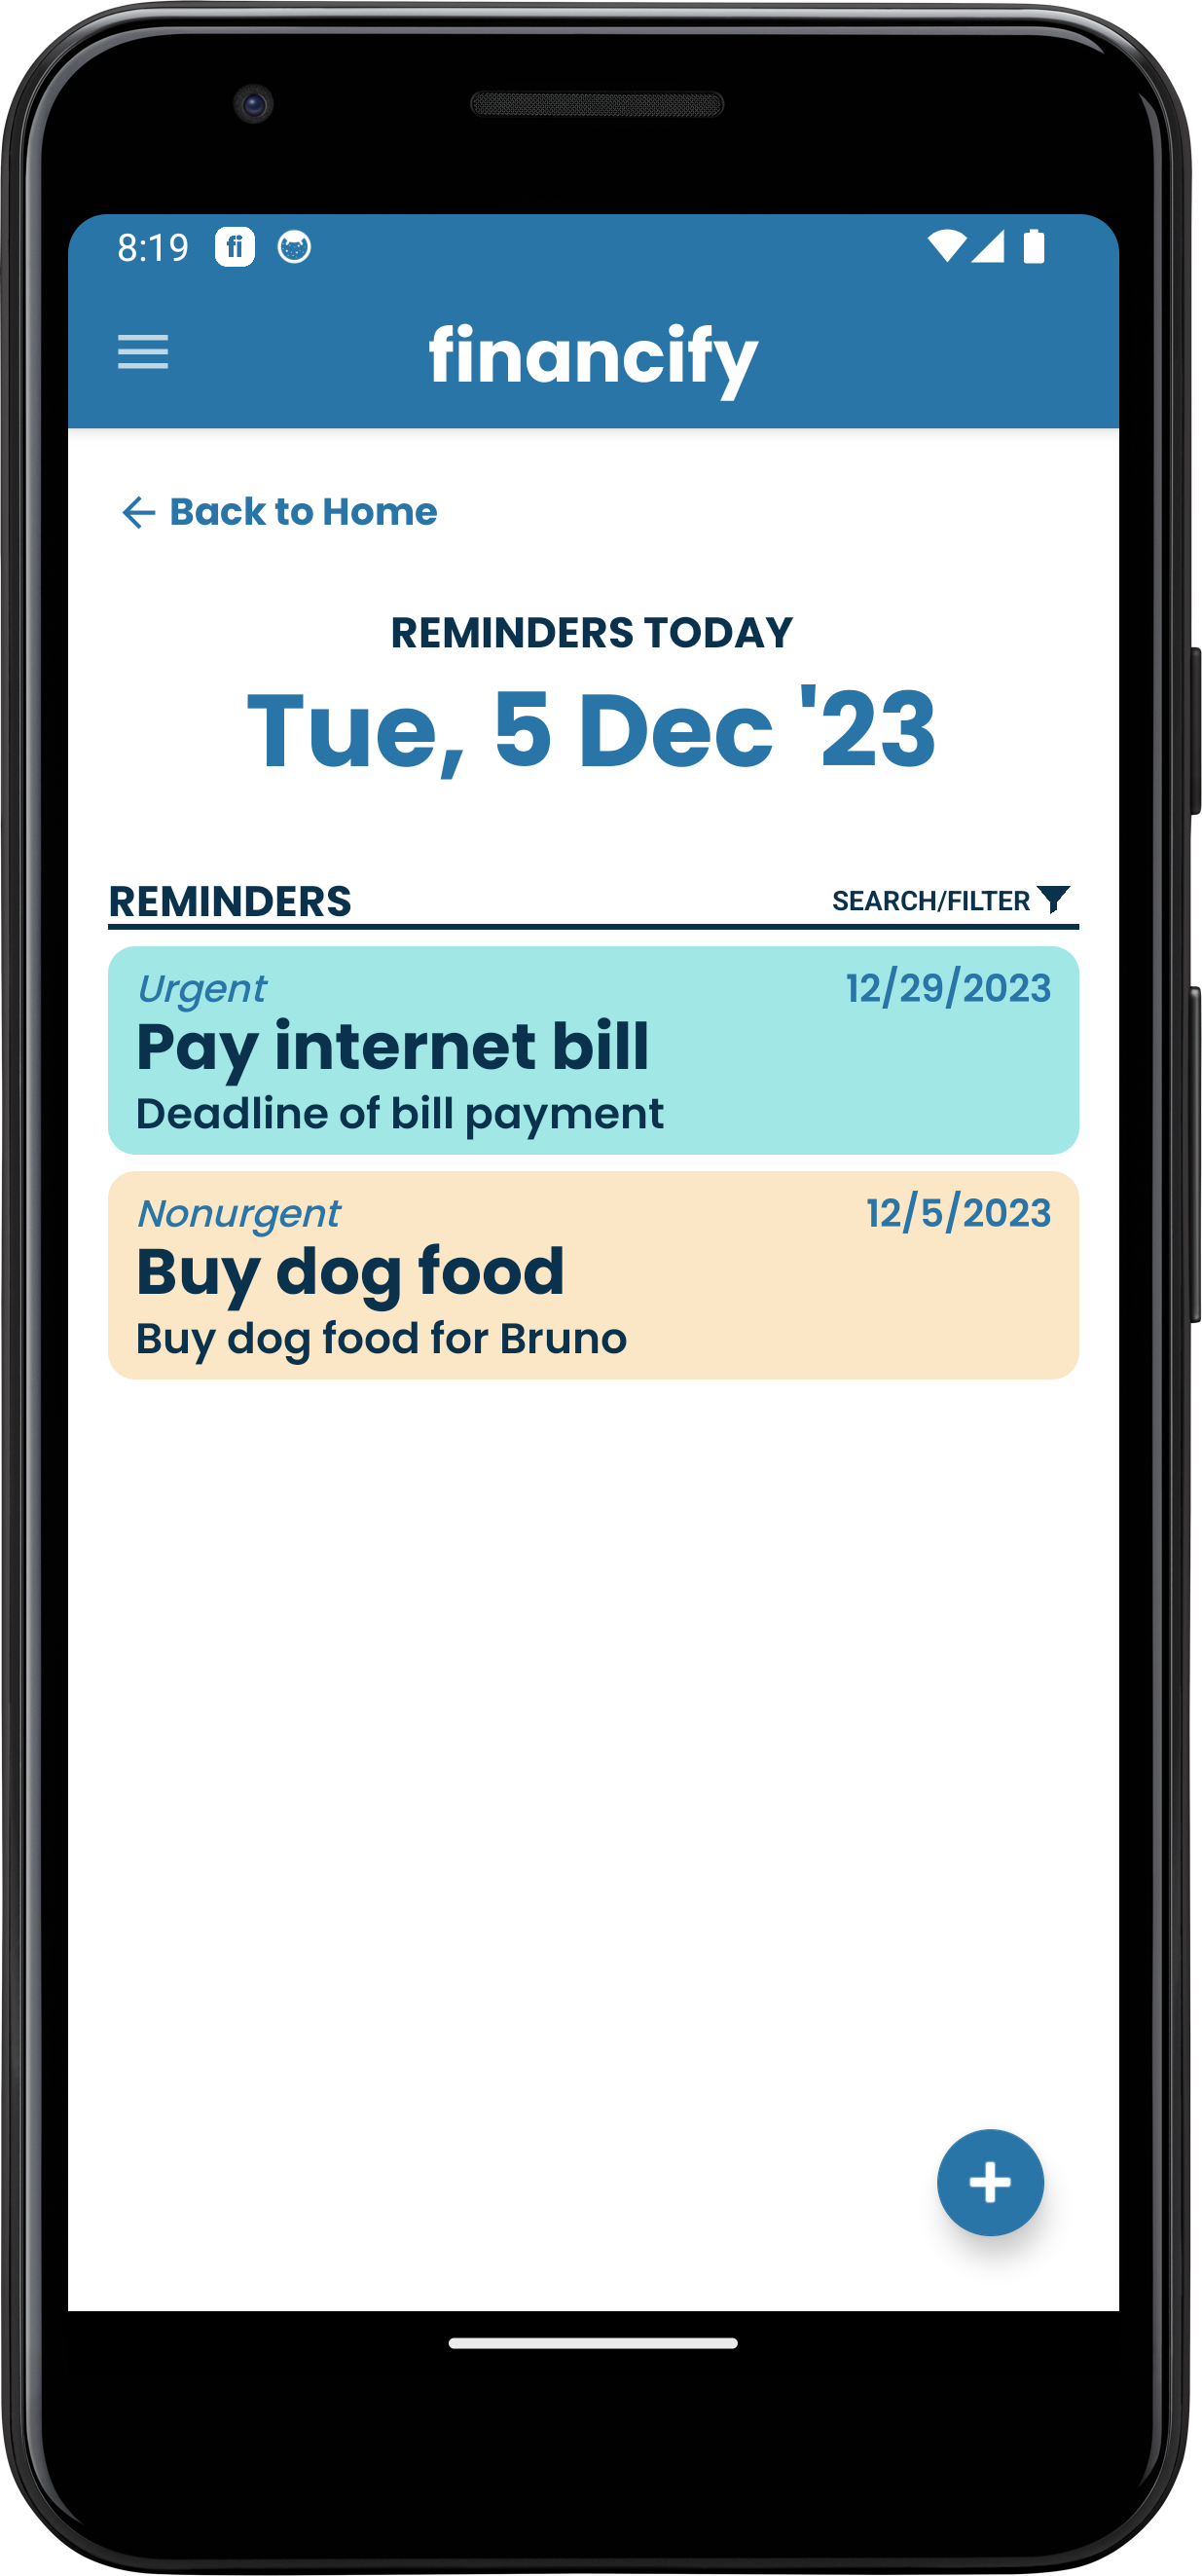 8:19 fi
financify
Back to Home
REMINDERS TODAY
Tue, 5 Dec '23
REMINDERS SEARCH/FILTER
Urgent 12/29/2023
Pay internet bill
Deadline of bill payment
Nonurgent 12/5/2023
Buy dog food
Buy dog food for Bruno